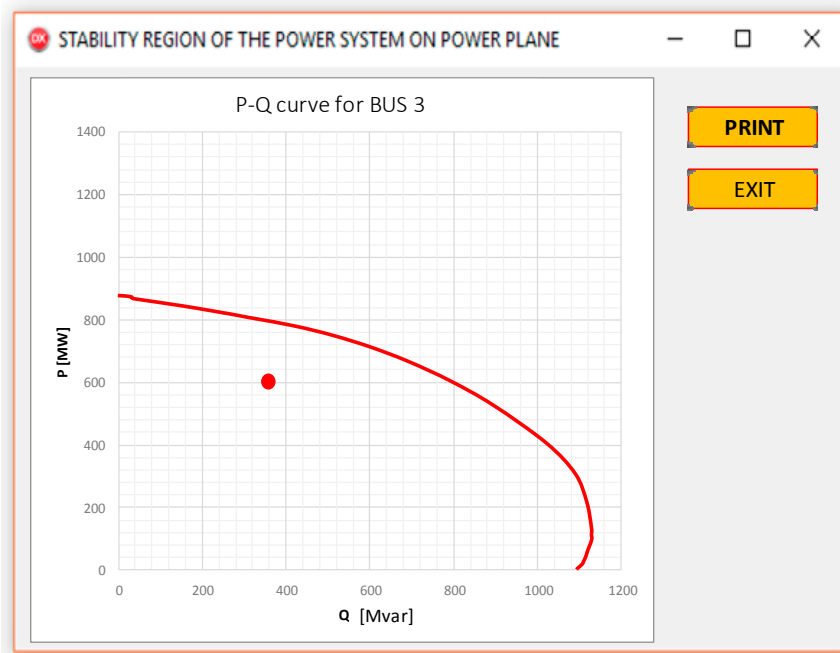 DX STABILITY REGION OF THE POWER SYSTEM ON POWER PLANE
P-Q curve for BUS 3
1400
1200
1000
800
600
400
200
0
P [MW]
0 200 400 600 800 1000 1200
Q [Mvar]
PRINT
EXIT